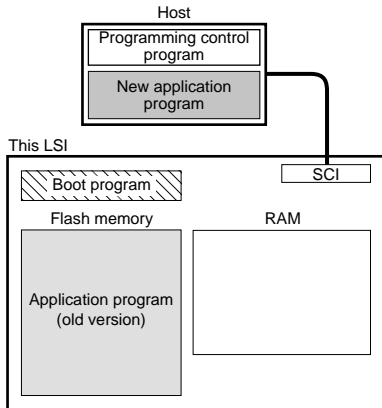 Host
Programming control
program
New application
program
This LSI
SCI
Boot program
Flash memory
RAM
Application program
(old version)